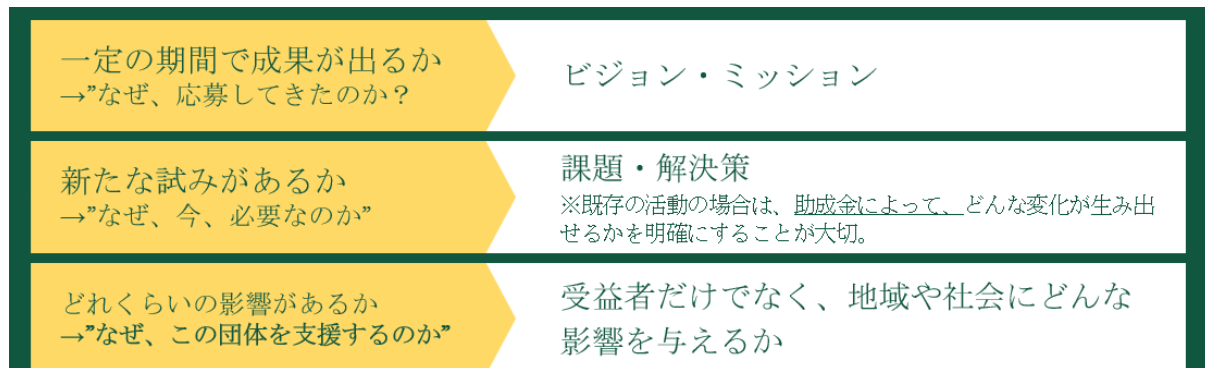 一定の期間で成果が出るか
→”なぜ、応募してきたのか？
ビジョン・ミッション
新たな試みがあるか
→”なぜ、今、必要なのか”
課題・解決策
※既存の活動の場合は、助成金によって、どんな変化が生み出
せるかを明確にすることが大切。
どれくらいの影響があるか
→”なぜ、この団体を支援するのか”
受益者だけでなく、地域や社会にどんな
影響を与えるか